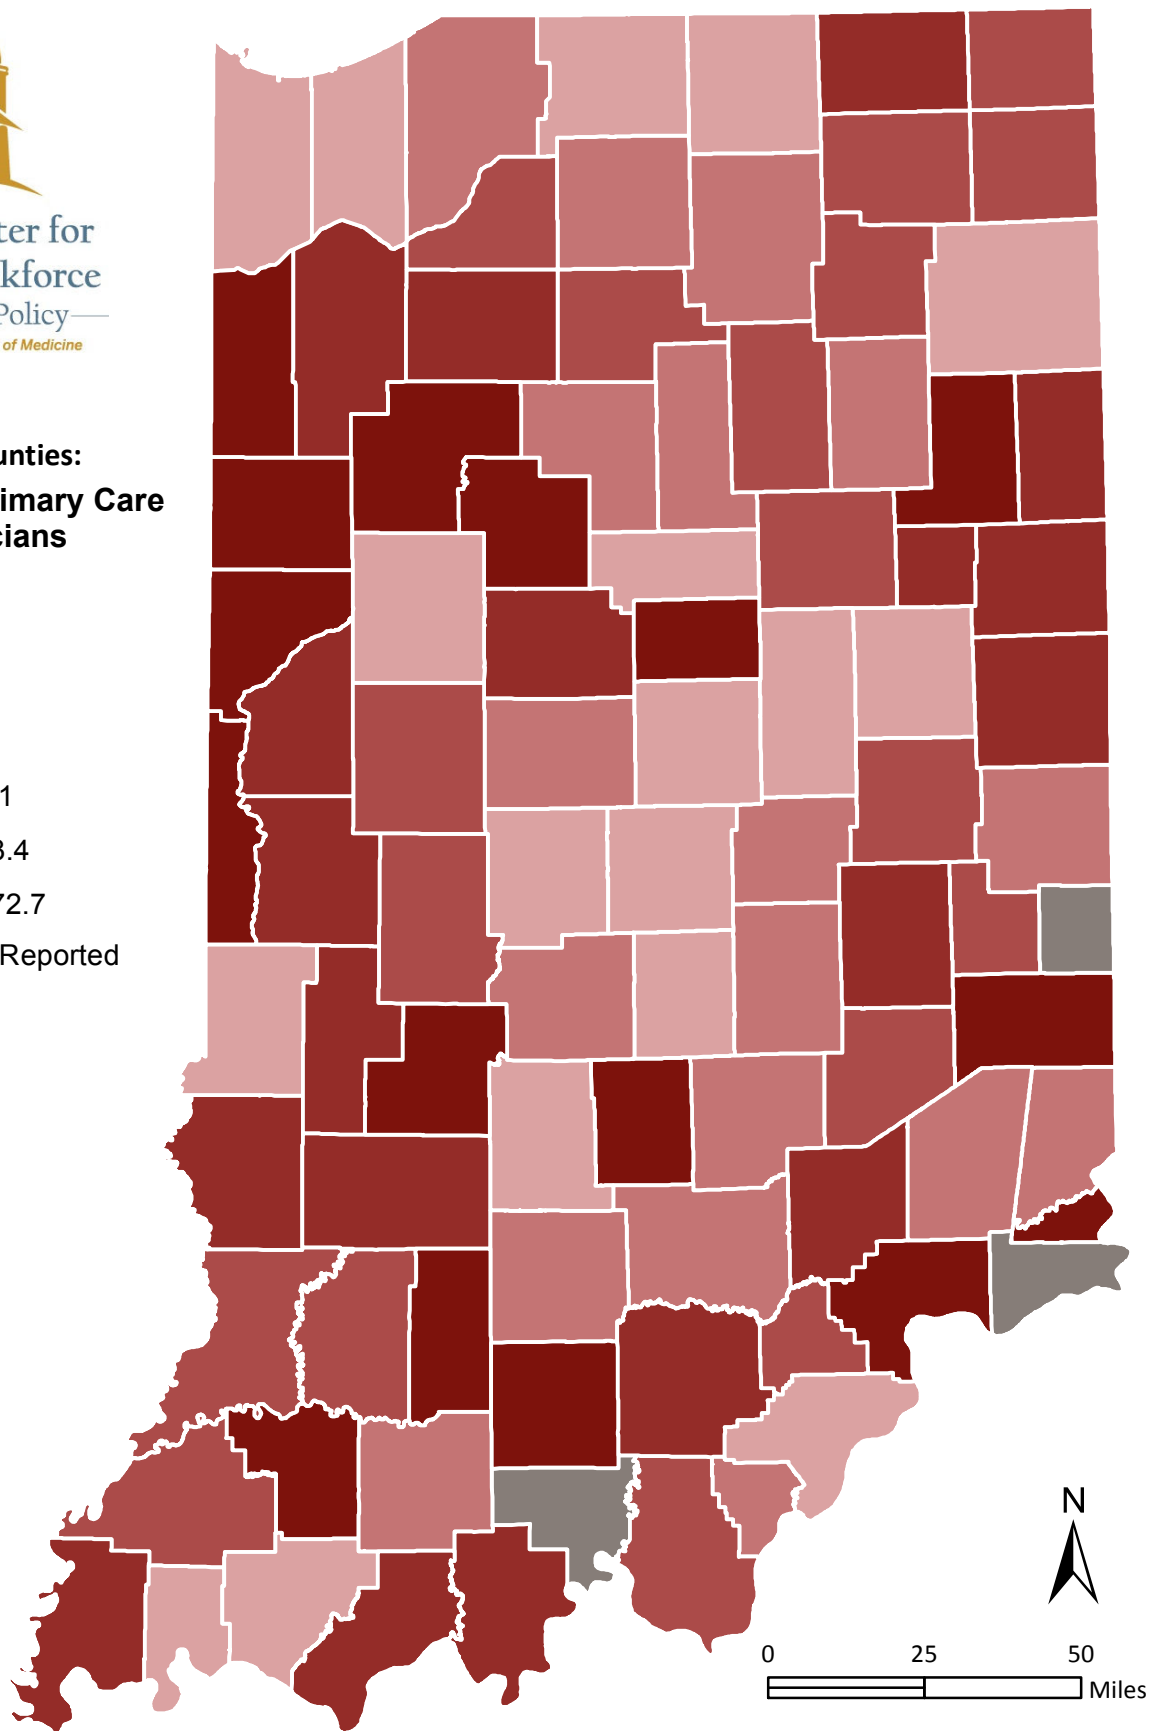 ter for
kforce
Policy
of Medicine
unties:
imary Care
cians
1
3.4
72.7
Reported
N
0 25 50
Miles